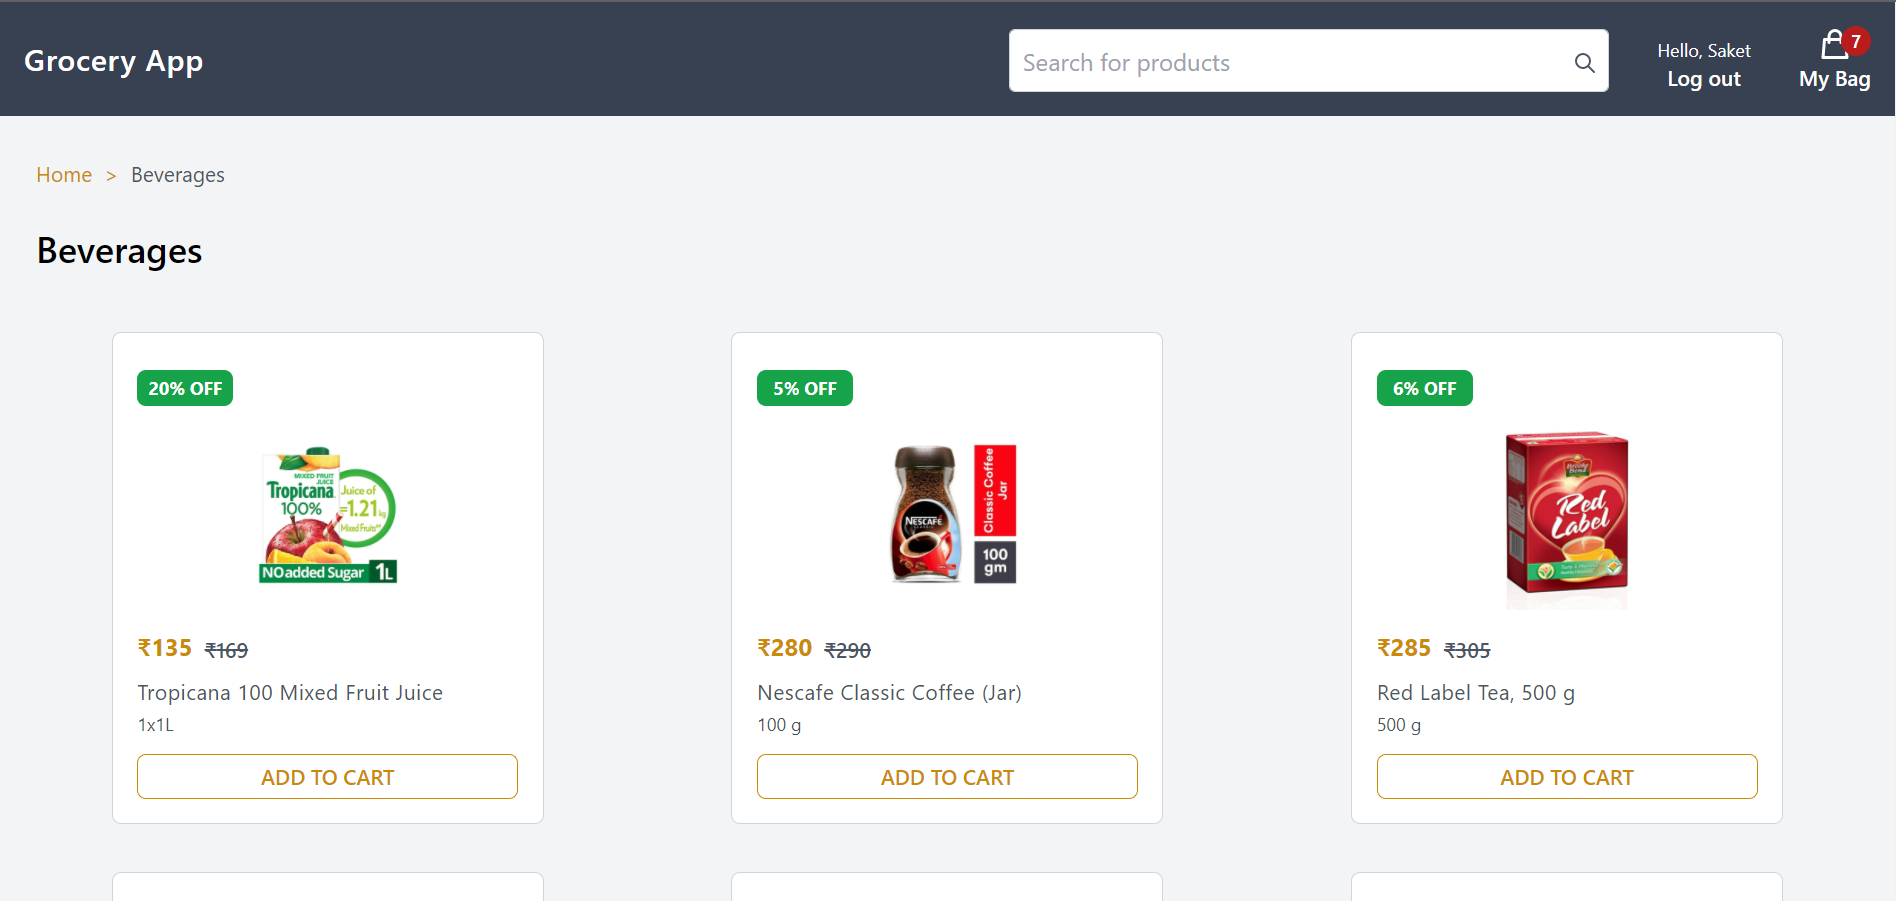 Grocery App
Search for products
Hello, Saket
Log out
7
My Bag
Home > Beverages
Beverages
20% OFF
MIXED FRUIT
JUICE
Tropicana
100%
Juice of
=1.21 kg
Mixed Fruits**
NO added Sugar 1L
₹135 ₹169
Tropicana 100 Mixed Fruit Juice
1x1L
ADD TO CART
5% OFF
NESCAFÉ
CLASSIC
Classic Coffee
Jar
100
gm
₹280 ₹290
Nescafe Classic Coffee (Jar)
100 g
ADD TO CART
6% OFF
Brooke
Bond
Red
Label
₹285 ₹305
Red Label Tea, 500 g
500 g
ADD TO CART